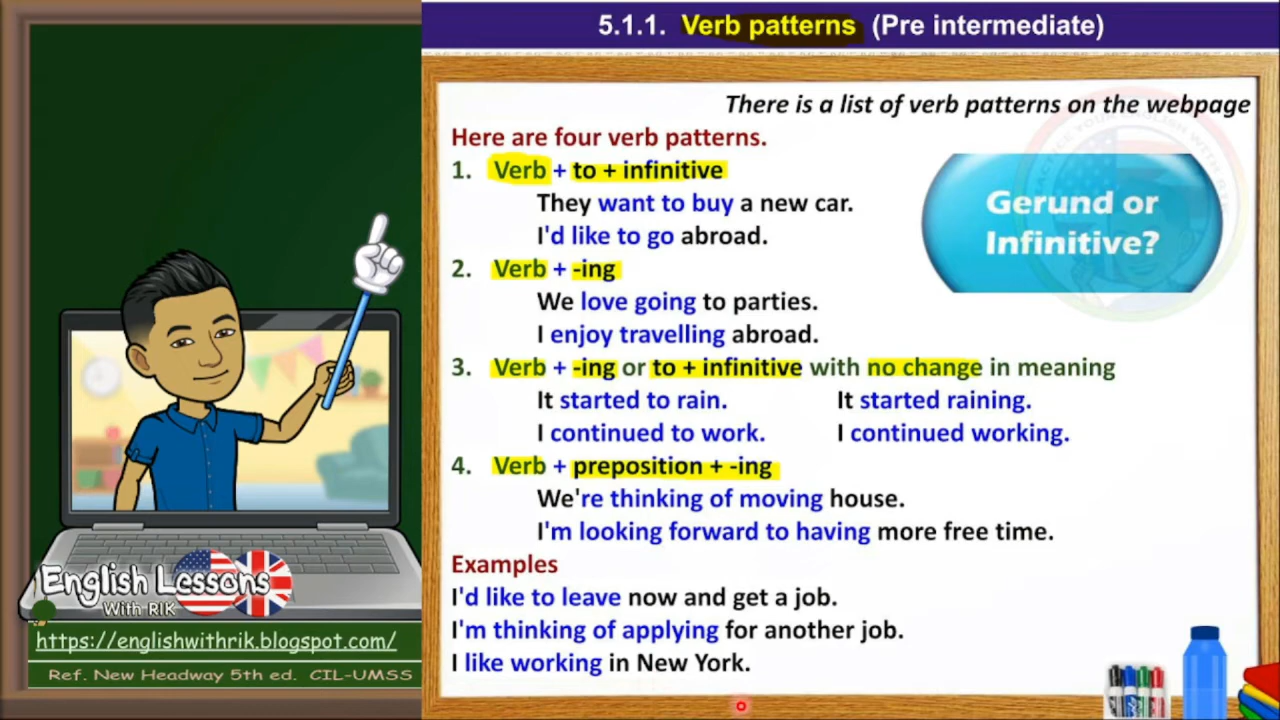 5.1.1. Verb patterns (Pre intermediate)
There is a list of verb patterns on the webpage
Here are four verb patterns.
1. Verb + to + infinitive
They want to buy a new car.
I'd like to go abroad.
2. Verb + -ing
We love going to parties.
I enjoy travelling abroad.
3. Verb + -ing or to + infinitive with no change in meaning
It started to rain. It started raining.
I continued to work. I continued working.
4. Verb + preposition + -ing
We're thinking of moving house.
I'm looking forward to having more free time.
Examples
I'd like to leave now and get a job.
I'm thinking of applying for another job.
I like working in New York.
Gerund or
Infinitive?
English Lessons
With RIK
https://englishwithrik.blogspot.com/
Ref. New Headway 5th ed. CIL-UMSS